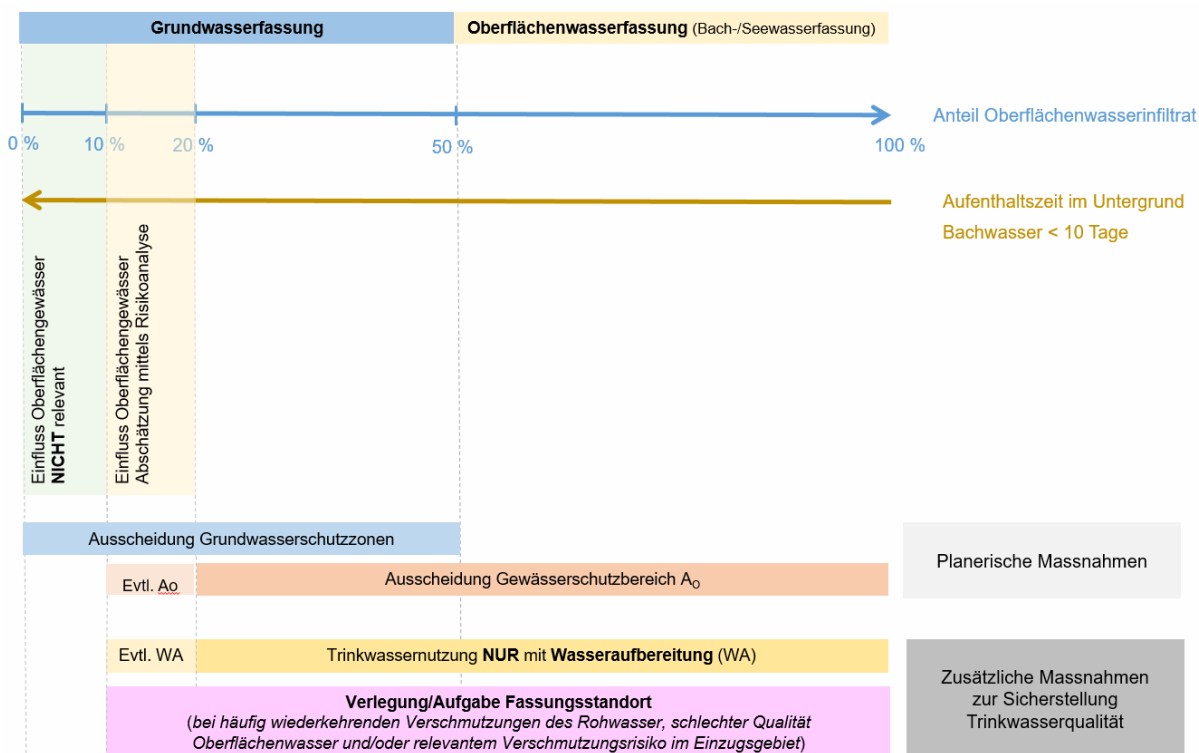 Grundwasserfassung
Oberflächenwasserfassung (Bach-/Seewasserfassung)
Anteil Oberflächenwasserinfiltrat
0 %
10 %
20 %
50 %
100 %
Aufenthaltszeit im Untergrund
Bachwasser < 10 Tage
Einfluss Oberflächengewässer
NICHT relevant
Einfluss Oberflächengewässer
Abschätzung mittels Risikoanalyse
Ausscheidung Grundwasserschutzzonen
Planerische Massnahmen
Evtl. Ao
Ausscheidung Gewässerschutzbereich AO
Evtl. WA
Trinkwassernutzung NUR mit Wasseraufbereitung (WA)
Zusätzliche Massnahmen
zur Sicherstellung
Trinkwasserqualität
Verlegung/Aufgabe Fassungsstandort
(bei häufig wiederkehrenden Verschmutzungen des Rohwasser, schlechter Qualität
Oberflächenwasser und/oder relevantem Verschmutzungsrisiko im Einzugsgebiet)